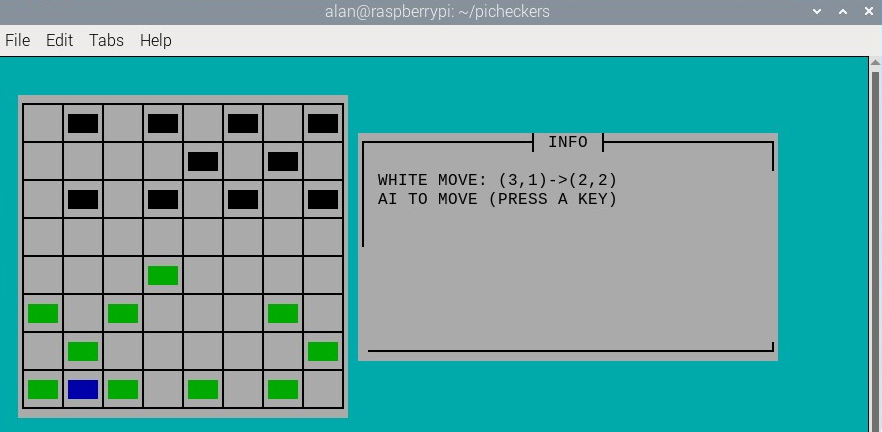 alan@raspberrypi: ~/picheckers
File Edit Tabs Help
INFO
WHITE MOVE: (3,1)->(2,2)
AI TO MOVE (PRESS A KEY)